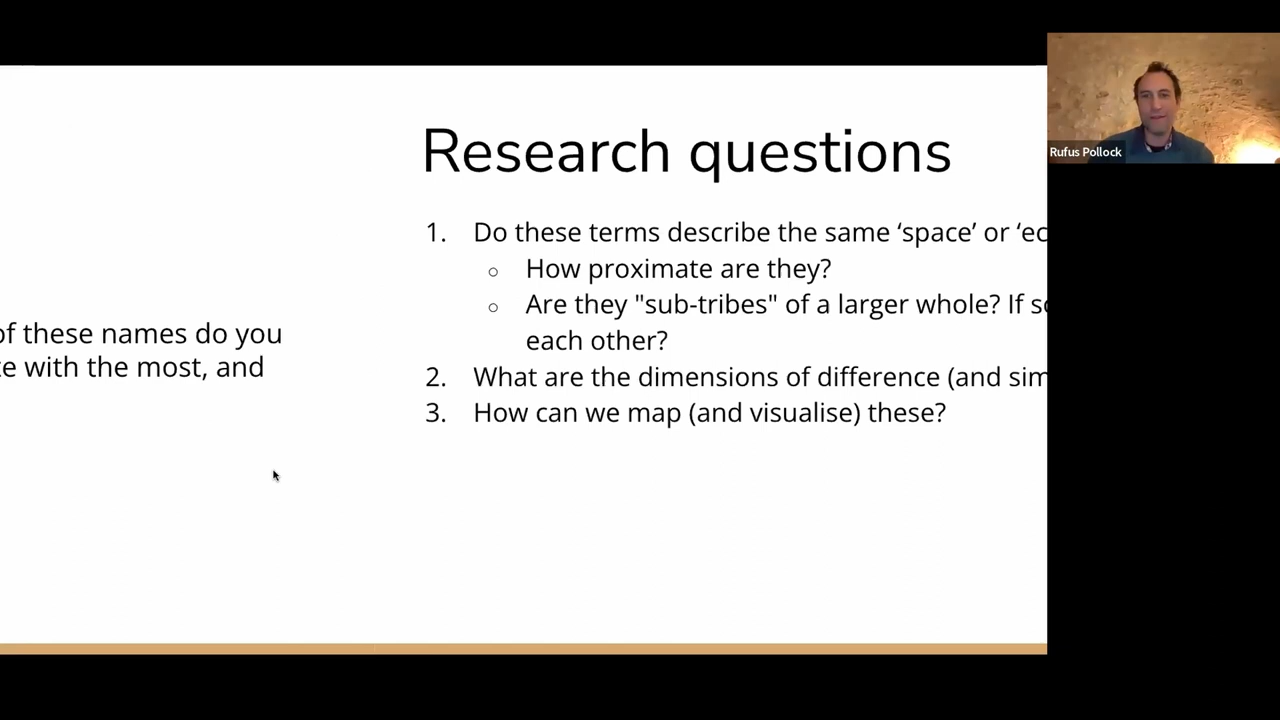 Research questions
1. Do these terms describe the same ‘space’ or
○ How proximate are they?
○ Are they "sub-tribes" of a larger whole? If
each other?
2. What are the dimensions of difference (and
3. How can we map (and visualise) these?
of these names do you
with the most, and
Rufus Pollock